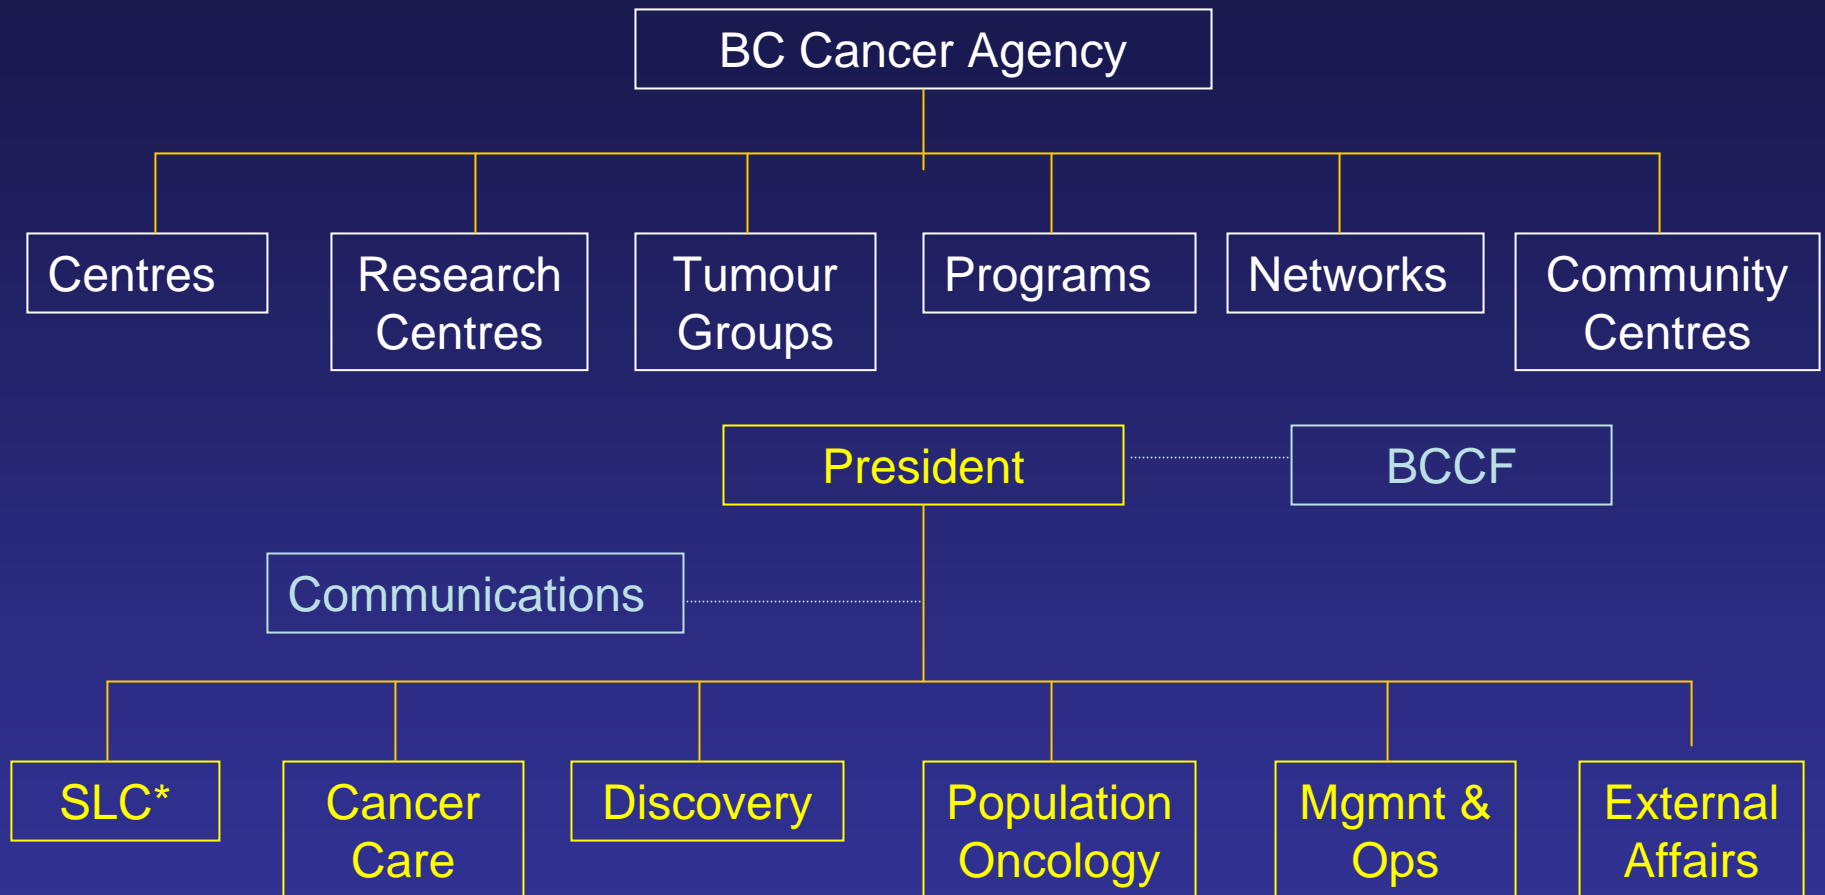 BC Cancer Agency
Centres
Research
Centres
Tumour
Groups
Programs
Networks
Community
Centres
President
BCCF
Communications
SLC*
Cancer
Care
Discovery
Population
Oncology
Mgmnt &
Ops
External
Affairs